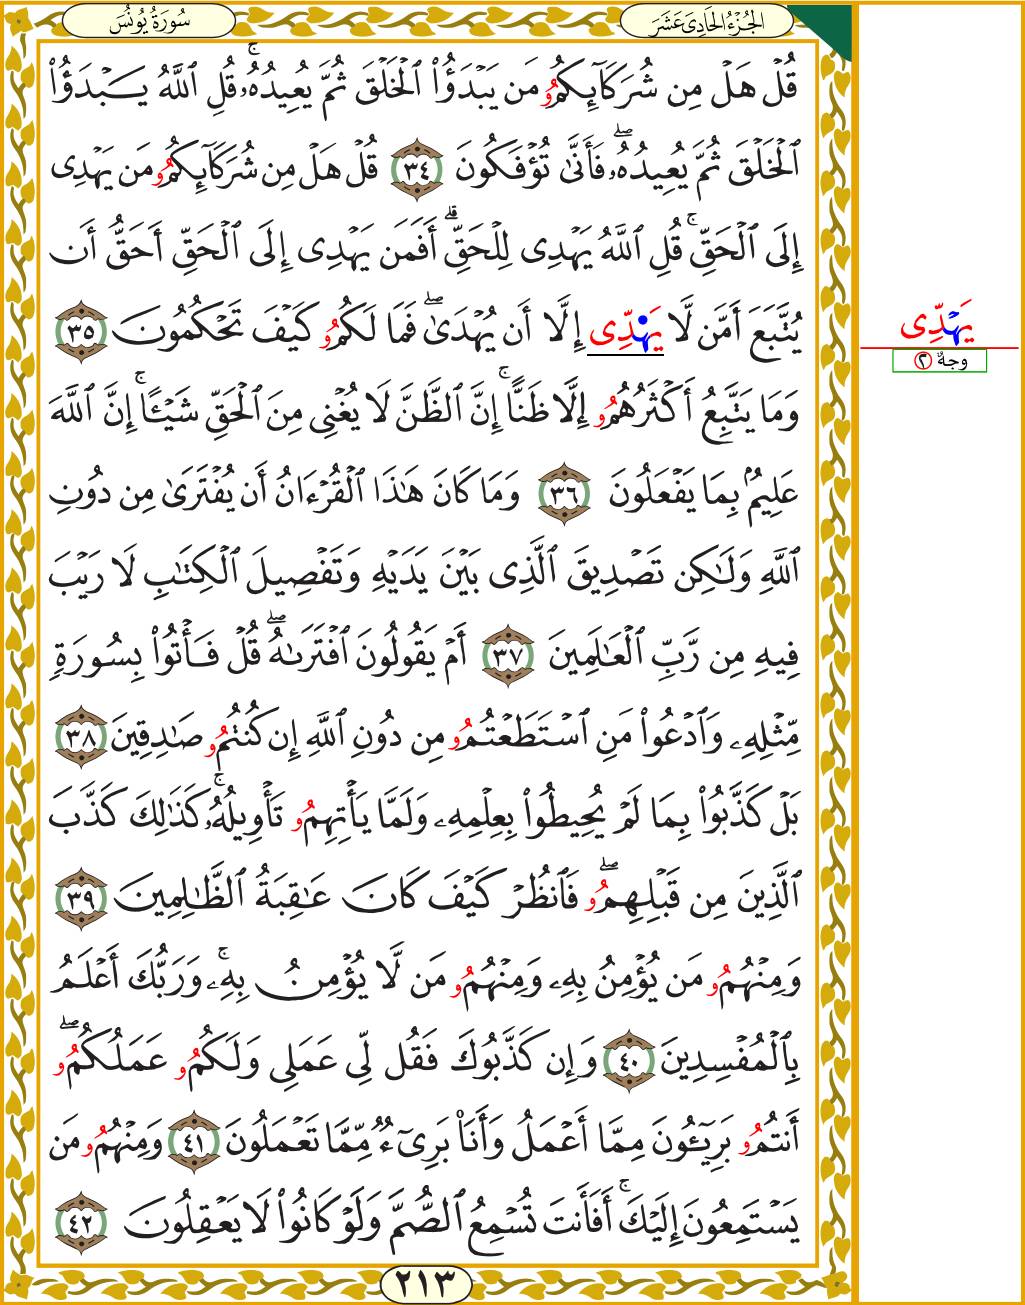 الجُزْءُ الحَادِى عَشَرَ
سُورَةُ يُونُسَ
قُلْ هَلْ مِن شُرَكَآئِكُمُۥ مَن يَبْدَؤُا۟ ٱلْخَلْقَ ثُمَّ يُعِيدُهُۥ ۚ قُلِ ٱللَّهُ يَبْدَؤُا۟
ٱلْخَلْقَ ثُمَّ يُعِيدُهُۥ ۖ فَأَنَّىٰ تُؤْفَكُونَ ٣٤ قُلْ هَلْ مِن شُرَكَآئِكُمُۥ مَن يَهْدِى
إِلَى ٱلْحَقِّ ۚ قُلِ ٱللَّهُ يَهْدِى لِلْحَقِّ ۗ أَفَمَن يَهْدِى إِلَى ٱلْحَقِّ أَحَقُّ أَن
يُتَّبَعَ أَمَّن لَّا يَهْدِّى إِلَّا أَن يُهْدَىٰ ۖ فَمَا لَكُمُۥ كَيْفَ تَحْكُمُونَ ٣٥
وَمَا يَتَّبِعُ أَكْثَرُهُمُۥ إِلَّا ظَنًّا ۚ إِنَّ ٱلظَّنَّ لَا يُغْنِى مِنَ ٱلْحَقِّ شَيْـًٔا ۚ إِنَّ ٱللَّهَ
عَلِيمٌۢ بِمَا يَفْعَلُونَ ٣٦ وَمَا كَانَ هَـٰذَا ٱلْقُرْءَانُ أَن يُفْتَرَىٰ مِن دُونِ
ٱللَّهِ وَلَـٰكِن تَصْدِيقَ ٱلَّذِى بَيْنَ يَدَيْهِ وَتَفْصِيلَ ٱلْكِتَـٰبِ لَا رَيْبَ
فِيهِ مِن رَّبِّ ٱلْعَـٰلَمِينَ ٣٧ أَمْ يَقُولُونَ ٱفْتَرَىٰهُ ۖ قُلْ فَأْتُوا۟ بِسُورَةٍ
مِّثْلِهِۦ وَٱدْعُوا۟ مَنِ ٱسْتَطَعْتُمُۥ مِن دُونِ ٱللَّهِ إِن كُنتُمُۥ صَـٰدِقِينَ ٣٨
بَلْ كَذَّبُوا۟ بِمَا لَمْ يُحِيطُوا۟ بِعِلْمِهِۦ وَلَمَّا يَأْتِهِمُۥ تَأْوِيلُهُۥ ۚ كَذَٰلِكَ كَذَّبَ
ٱلَّذِينَ مِن قَبْلِهِمُۥ ۖ فَٱنظُرْ كَيْفَ كَانَ عَـٰقِبَةُ ٱلظَّـٰلِمِينَ ٣٩
وَمِنْهُمُۥ مَن يُؤْمِنُ بِهِۦ وَمِنْهُمُۥ مَن لَّا يُؤْمِنُ بِهِۦ ۚ وَرَبُّكَ أَعْلَمُ
بِٱلْمُفْسِدِينَ ٤٠ وَإِن كَذَّبُوكَ فَقُل لِّى عَمَلِى وَلَكُمُۥ عَمَلُكُمُۥ ۖ
أَنتُمُۥ بَرِيٓـُٔونَ مِمَّا أَعْمَلُ وَأَنَا۠ بَرِىٓءٌ مِّمَّا تَعْمَلُونَ ٤١ وَمِنْهُمُۥ مَن
يَسْتَمِعُونَ إِلَيْكَ ۚ أَفَأَنتَ تُسْمِعُ ٱلصُّمَّ وَلَوْ كَانُوا۟ لَا يَعْقِلُونَ ٤٢
٢١٣
يَهَدِّى
وجهٌ ٢